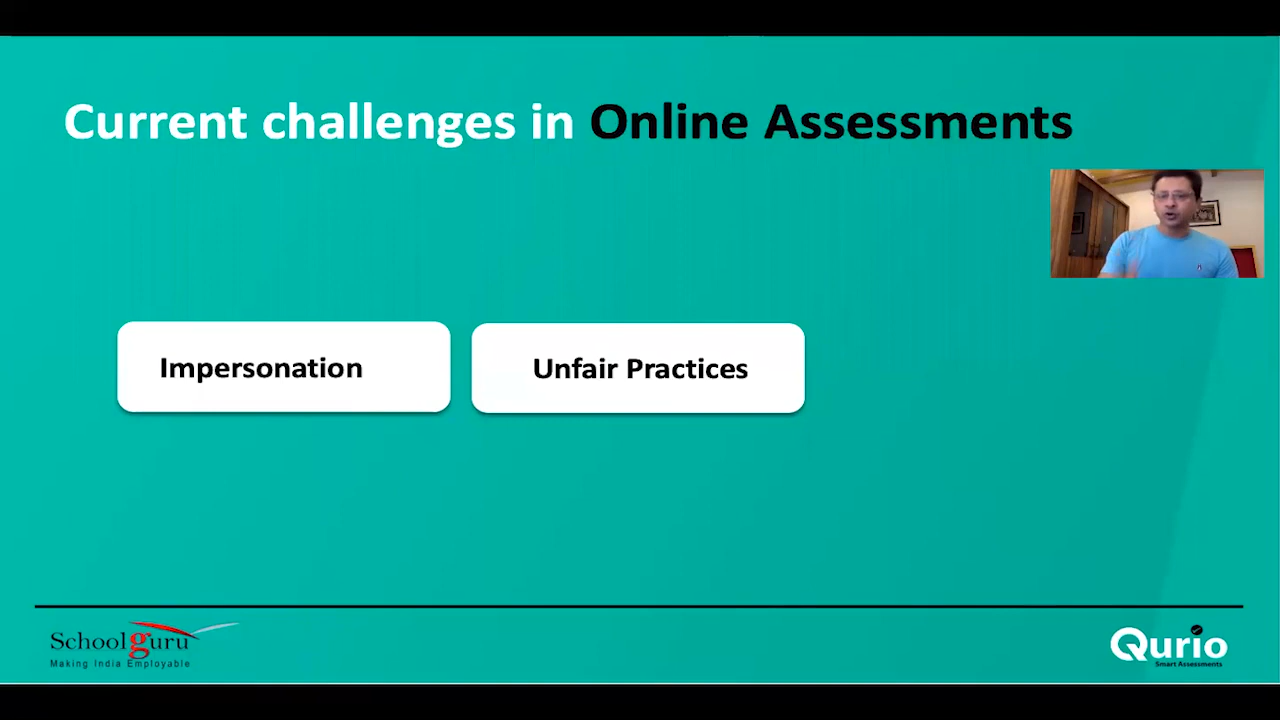 Current challenges in Online Assessments
Impersonation
Unfair Practices
Schoolguru
Making India Employable
Qurio
Smart Assessments